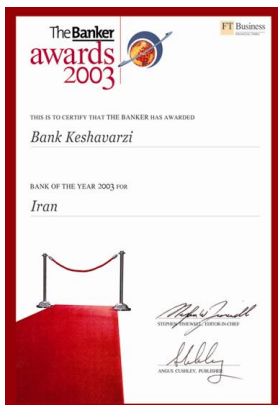 The Banker
awards
2003
FT Business
THIS IS TO CERTIFY THAT THE BANKER HAS AWARDED
Bank Keshavarzi
BANK OF THE YEAR 2003 FOR
Iran
STEPHEN TIMEWELL, EDITOR-IN-CHIEF
ANGUS CUSHLEY, PUBLISHER